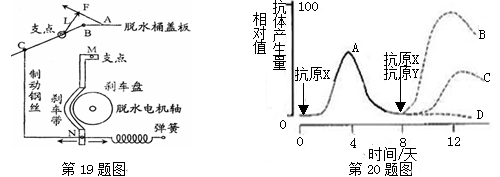 F
L
A
支点
脱水桶盖板
B
C
M
支点
制动钢丝
刹车盘
刹车带
脱水电机轴
弹簧
N
第19题图
抗体产生量
相对值
100
A
B
抗原X
抗原X
抗原Y
C
D
0
0
4
8
12
时间/天
第20题图